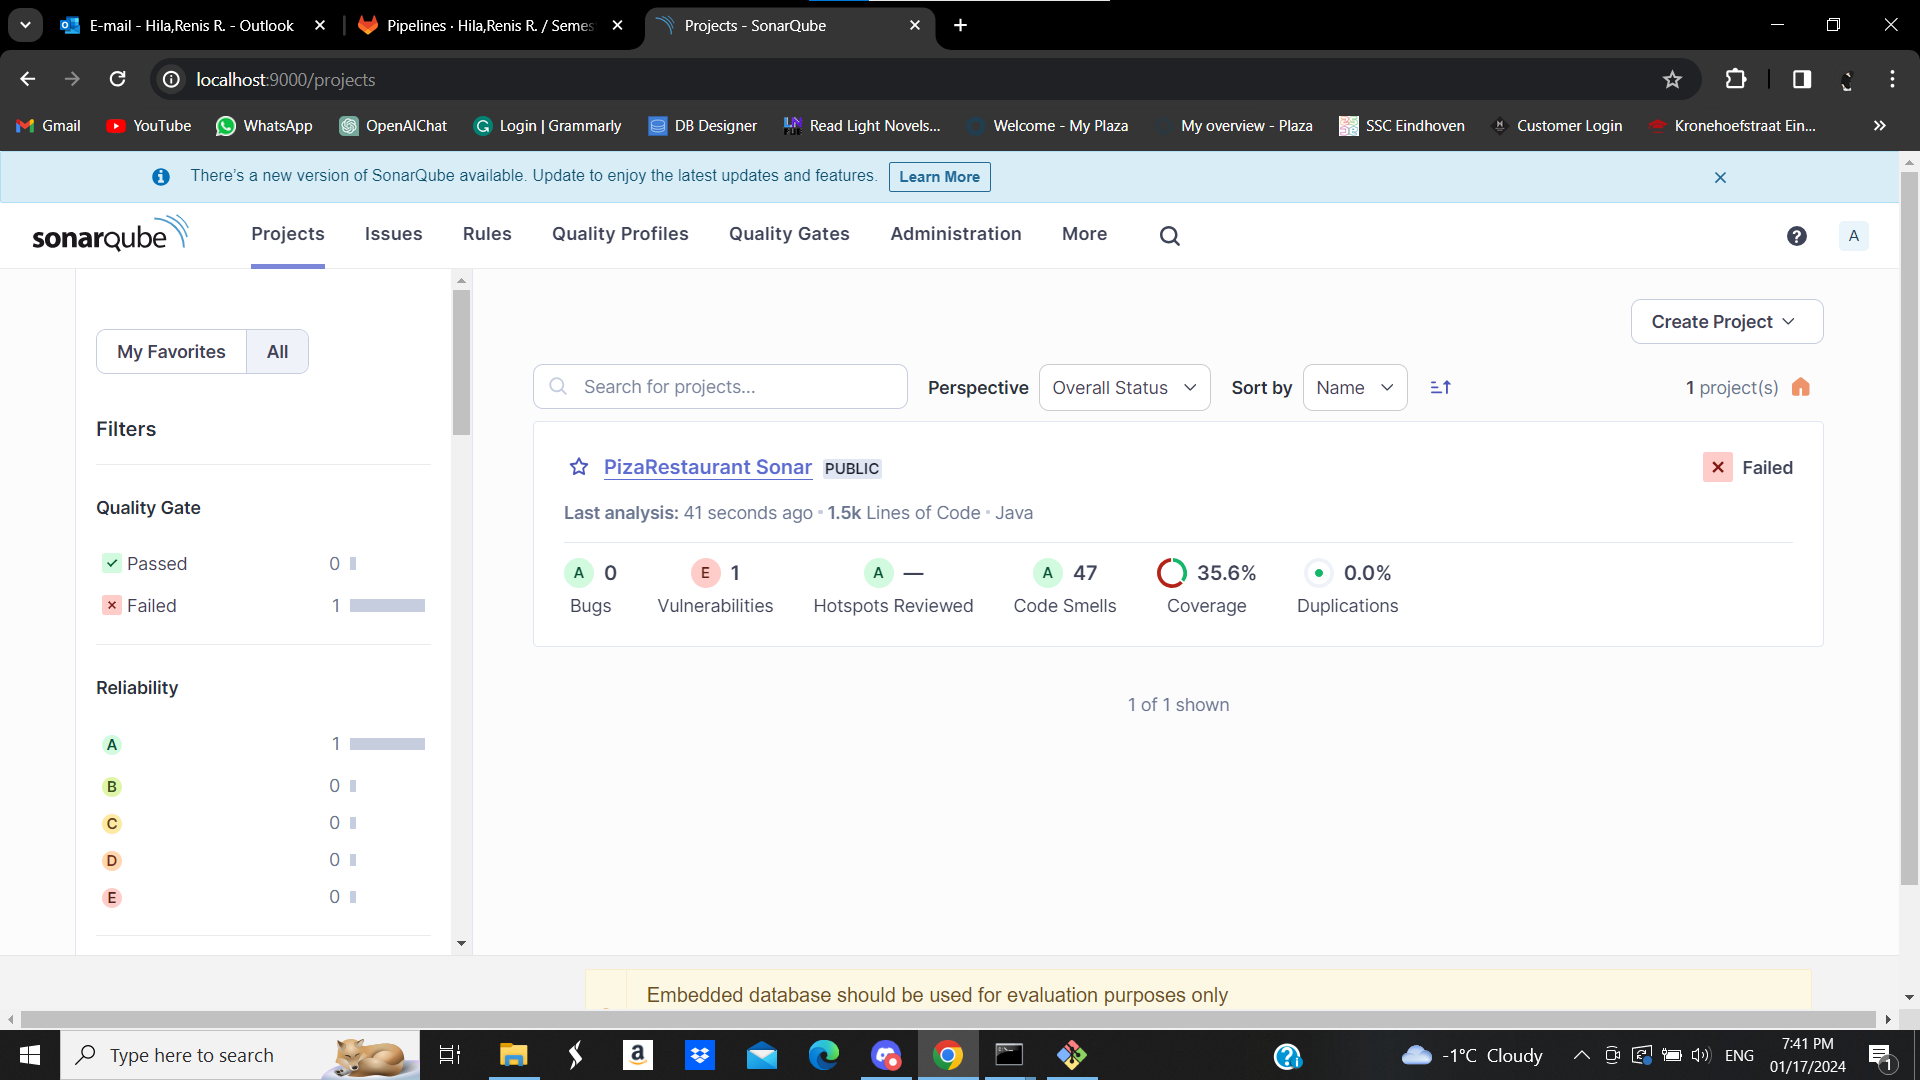 E-mail - Hila,Renis R. - Outlook
Pipelines · Hila,Renis R. / Semes
Projects - SonarQube
localhost:9000/projects
Gmail
YouTube
WhatsApp
OpenAIChat
Login | Grammarly
DB Designer
Read Light Novels...
Welcome - My Plaza
My overview - Plaza
SSC Eindhoven
Customer Login
Kronehoefstraat Ein...
There's a new version of SonarQube available. Update to enjoy the latest updates and features.
Learn More
sonarqube
Projects
Issues
Rules
Quality Profiles
Quality Gates
Administration
More
A
My Favorites
All
Filters
Quality Gate
Passed 0
Failed 1
Reliability
A 1
B 0
C 0
D 0
E 0
Create Project
Search for projects...
Perspective
Overall Status
Sort by
Name
1 project(s)
PizaRestaurant Sonar PUBLIC
Failed
Last analysis: 41 seconds ago • 1.5k Lines of Code • Java
A 0
Bugs
E 1
Vulnerabilities
A —
Hotspots Reviewed
A 47
Code Smells
35.6%
Coverage
0.0%
Duplications
1 of 1 shown
Embedded database should be used for evaluation purposes only
Type here to search
-1°C Cloudy
ENG
7:41 PM
01/17/2024
1